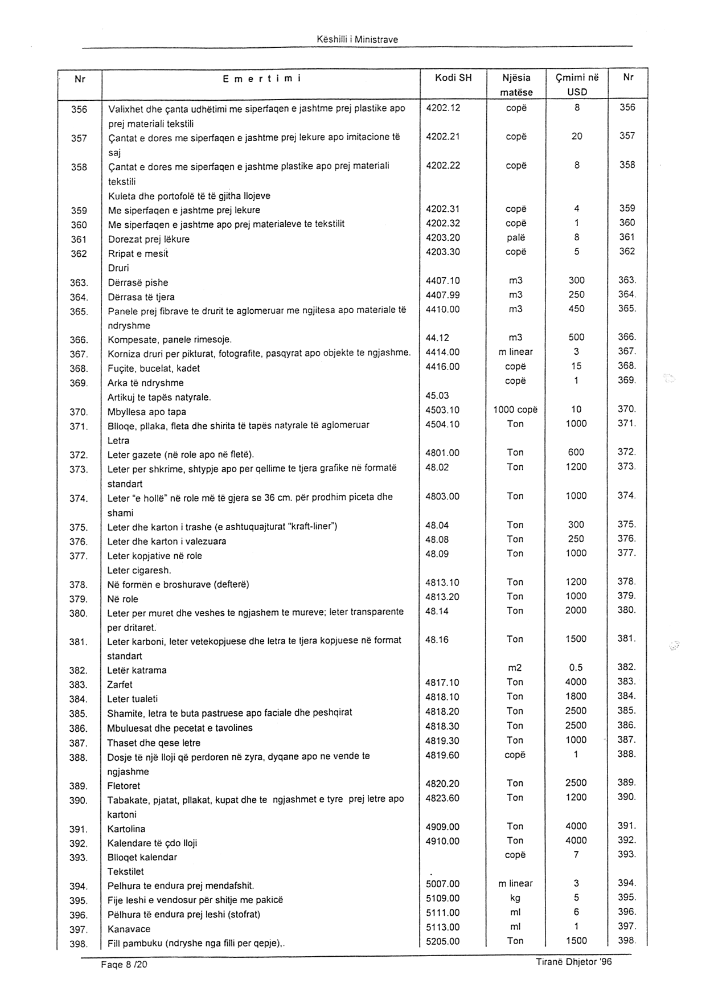 Këshilli i Ministrave
Nr E m e r t i m i Kodi SH Njësia Çmimi në Nr
matëse USD
356 Valixhet dhe çanta udhëtimi me siperfaqen e jashtme prej plastike apo 4202.12 copë 8 356
prej materiali tekstili
357 Çantat e dores me siperfaqen e jashtme prej lekure apo imitacione të 4202.21 copë 20 357
saj
358 Çantat e dores me siperfaqen e jashtme plastike apo prej materiali 4202.22 copë 8 358
tekstili
Kuleta dhe portofolë të të gjitha llojeve
359 Me siperfaqen e jashtme prej lekure 4202.31 copë 4 359
360 Me siperfaqen e jashtme apo prej materialeve te tekstilit 4202.32 copë 1 360
361 Dorezat prej lëkure 4203.20 palë 8 361
362 Rripat e mesit 4203.30 copë 5 362
Druri
363. Dërrasë pishe 4407.10 m3 300 363.
364. Dërrasa të tjera 4407.99 m3 250 364.
365. Panele prej fibrave te drurit te aglomeruar me ngjitesa apo materiale të 4410.00 m3 450 365.
ndryshme
366. Kompesate, panele rimesoje. 44.12 m3 500 366.
367. Korniza druri per pikturat, fotografite, pasqyrat apo objekte te ngjashme. 4414.00 m linear 3 367.
368. Fuçite, bucelat, kadet 4416.00 copë 15 368.
369. Arka të ndryshme copë 1 369.
Artikuj te tapës natyrale. 45.03
370. Mbyllesa apo tapa 4503.10 1000 copë 10 370.
371. Blloqe, pllaka, fleta dhe shirita të tapës natyrale të aglomeruar 4504.10 Ton 1000 371.
Letra
372. Leter gazete (në role apo në fletë). 4801.00 Ton 600 372.
373. Leter per shkrime, shtypje apo per qellime te tjera grafike në formatë 48.02 Ton 1200 373.
standart
374. Leter “e hollë” në role më të gjera se 36 cm. për prodhim piceta dhe 4803.00 Ton 1000 374.
shami
375. Leter dhe karton i trashe (e ashtuquajturat "kraft-liner”) 48.04 Ton 300 375.
376. Leter dhe karton i valezuara 48.08 Ton 250 376.
377. Leter kopjative në role 48.09 Ton 1000 377.
Leter cigaresh.
378. Në formën e broshurave (defterë) 4813.10 Ton 1200 378.
379. Në role 4813.20 Ton 1000 379.
380. Leter per muret dhe veshes te ngjashem te mureve; leter transparente 48.14 Ton 2000 380.
per dritaret.
381. Leter karboni, leter vetekopjuese dhe letra te tjera kopjuese në format 48.16 Ton 1500 381.
standart
382. Letër katrama m2 0.5 382.
383. Zarfet 4817.10 Ton 4000 383.
384. Leter tualeti 4818.10 Ton 1800 384.
385. Shamite, letra te buta pastruese apo faciale dhe peshqirat 4818.20 Ton 2500 385.
386. Mbuluesat dhe pecetat e tavolines 4818.30 Ton 2500 386.
387. Thaset dhe qese letre 4819.30 Ton 1000 387.
388. Dosje të një lloji që perdoren në zyra, dyqane apo ne vende te 4819.60 copë 1 388.
ngjashme
389. Fletoret 4820.20 Ton 2500 389.
390. Tabakate, pjatat, pllakat, kupat dhe te ngjashmet e tyre prej letre apo 4823.60 Ton 1200 390.
kartoni
391. Kartolina 4909.00 Ton 4000 391.
392. Kalendare të çdo lloji 4910.00 Ton 4000 392.
393. Blloqet kalendar copë 7 393.
Tekstilet
394. Pelhura te endura prej mendafshit. 5007.00 m linear 3 394.
395. Fije leshi e vendosur për shitje me pakicë 5109.00 kg 5 395.
396. Pëlhura të endura prej leshi (stofrat) 5111.00 ml 6 396.
397. Kanavace 5113.00 ml 1 397.
398. Fill pambuku (ndryshe nga filli per qepje),. 5205.00 Ton 1500 398.
Faqe 8 /20 Tiranë Dhjetor '96